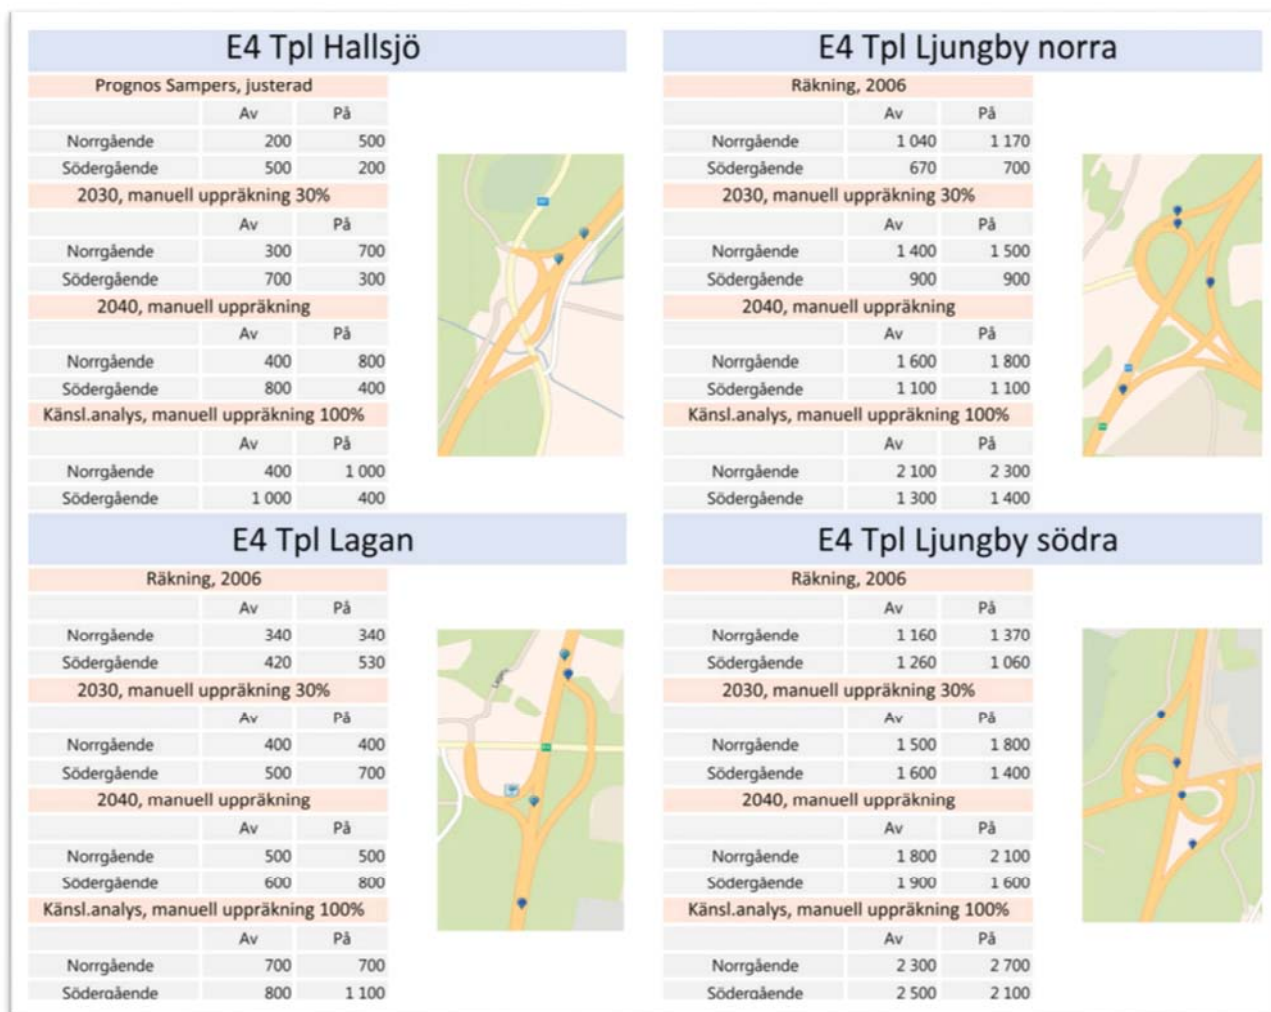 E4 Tpl Hallsjö
Prognos Sampers, justerad
Av På
Norrgående 200 500
Södergående 500 200
2030, manuell uppräkning 30%
Av På
Norrgående 300 700
Södergående 700 300
2040, manuell uppräkning
Av På
Norrgående 400 800
Södergående 800 400
Känsl.analys, manuell uppräkning 100%
Av På
Norrgående 400 1 000
Södergående 1 000 400
E4 Tpl Ljungby norra
Räkning, 2006
Av På
Norrgående 1 040 1 170
Södergående 670 700
2030, manuell uppräkning 30%
Av På
Norrgående 1 400 1 500
Södergående 900 900
2040, manuell uppräkning
Av På
Norrgående 1 600 1 800
Södergående 1 100 1 100
Känsl.analys, manuell uppräkning 100%
Av På
Norrgående 2 100 2 300
Södergående 1 300 1 400
E4 Tpl Lagan
Räkning, 2006
Av På
Norrgående 340 340
Södergående 420 530
2030, manuell uppräkning 30%
Av På
Norrgående 400 400
Södergående 500 700
2040, manuell uppräkning
Av På
Norrgående 500 500
Södergående 600 800
Känsl.analys, manuell uppräkning 100%
Av På
Norrgående 700 700
Södergående 800 1 100
Lagan
E4 Tpl Ljungby södra
Räkning, 2006
Av På
Norrgående 1 160 1 370
Södergående 1 260 1 060
2030, manuell uppräkning 30%
Av På
Norrgående 1 500 1 800
Södergående 1 600 1 400
2040, manuell uppräkning
Av På
Norrgående 1 800 2 100
Södergående 1 900 1 600
Känsl.analys, manuell uppräkning 100%
Av På
Norrgående 2 300 2 700
Södergående 2 500 2 100